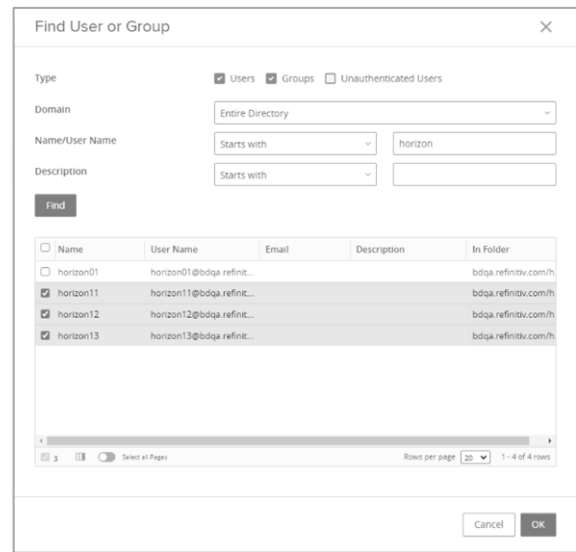 Find User or Group
Type Users Groups Unauthenticated Users
Domain Entire Directory
Name/User Name Starts with horizon
Description Starts with
Find
Name User Name Email Description In Folder
horizon01 horizon01@bdqa.refinitiv... bdqa.refinitiv.com/h
horizon11 horizon11@bdqa.refinit... bdqa.refinitiv.com/h
horizon12 horizon12@bdqa.refinit... bdqa.refinitiv.com/h
horizon13 horizon13@bdqa.refinit... bdqa.refinitiv.com/h
3 Select all Pages Rows per page 20 1 - 4 of 4 rows
Cancel OK